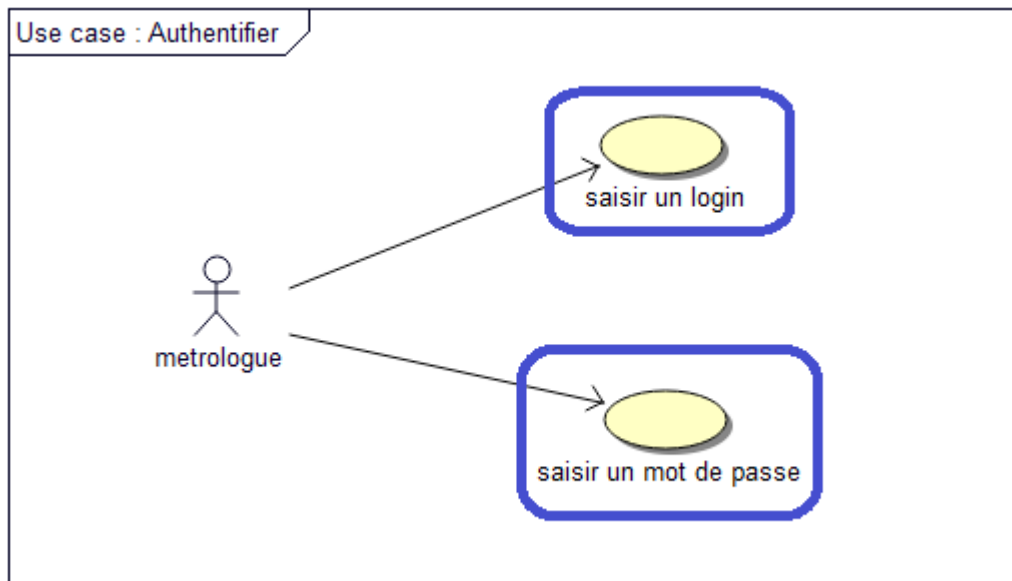 Use case : Authentifier
saisir un login
metrologue
saisir un mot de passe